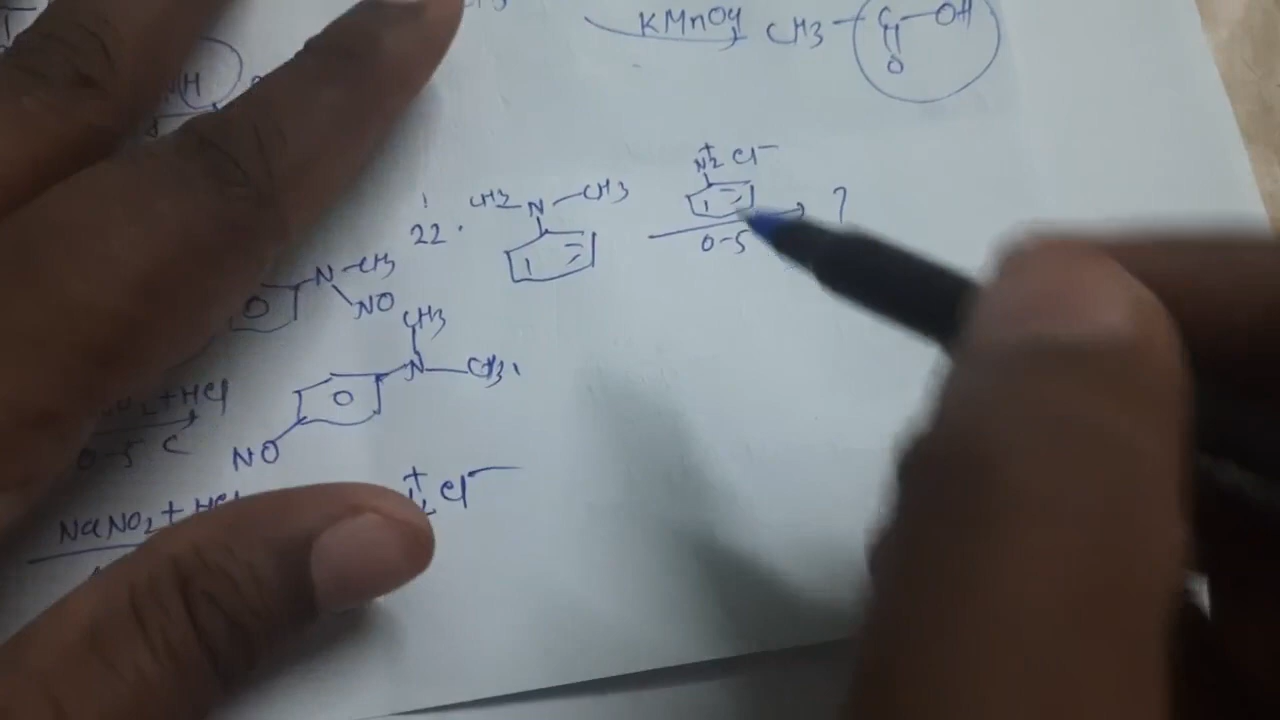 KMnO4 CH3 - C - OH
O
NH
N2+ Cl-
22. CH3 N CH3 ?
0-5
N - CH3
NO
CH3
N CH3
NO
+HCl
0-5 C
Cl-
NaNO2 +